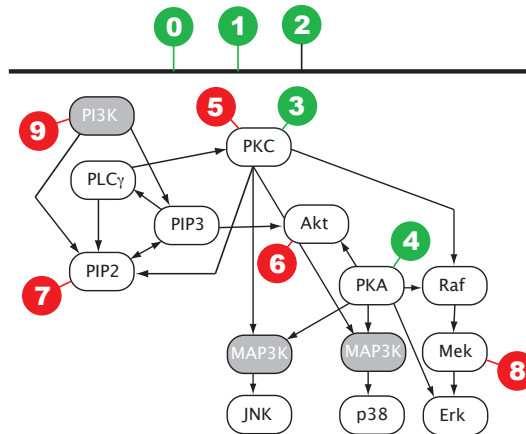 0 1 2
5 3
9 PI3K
PKC
PLCγ
PIP3 Akt
4
6
7 PIP2
PKA Raf
MAP3K MAP3K Mek 8
JNK p38 Erk